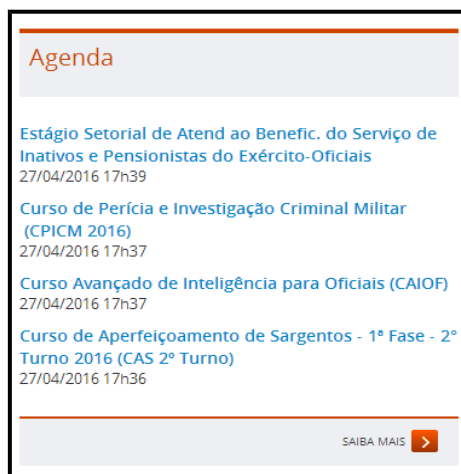 Agenda
Estágio Setorial de Atend ao Benefic. do Serviço de
Inativos e Pensionistas do Exército-Oficiais
27/04/2016 17h39
Curso de Perícia e Investigação Criminal Militar
(CPICM 2016)
27/04/2016 17h37
Curso Avançado de Inteligência para Oficiais (CAIOF)
27/04/2016 17h37
Curso de Aperfeiçoamento de Sargentos - 1ª Fase - 2º
Turno 2016 (CAS 2º Turno)
27/04/2016 17h36
SAIBA MAIS